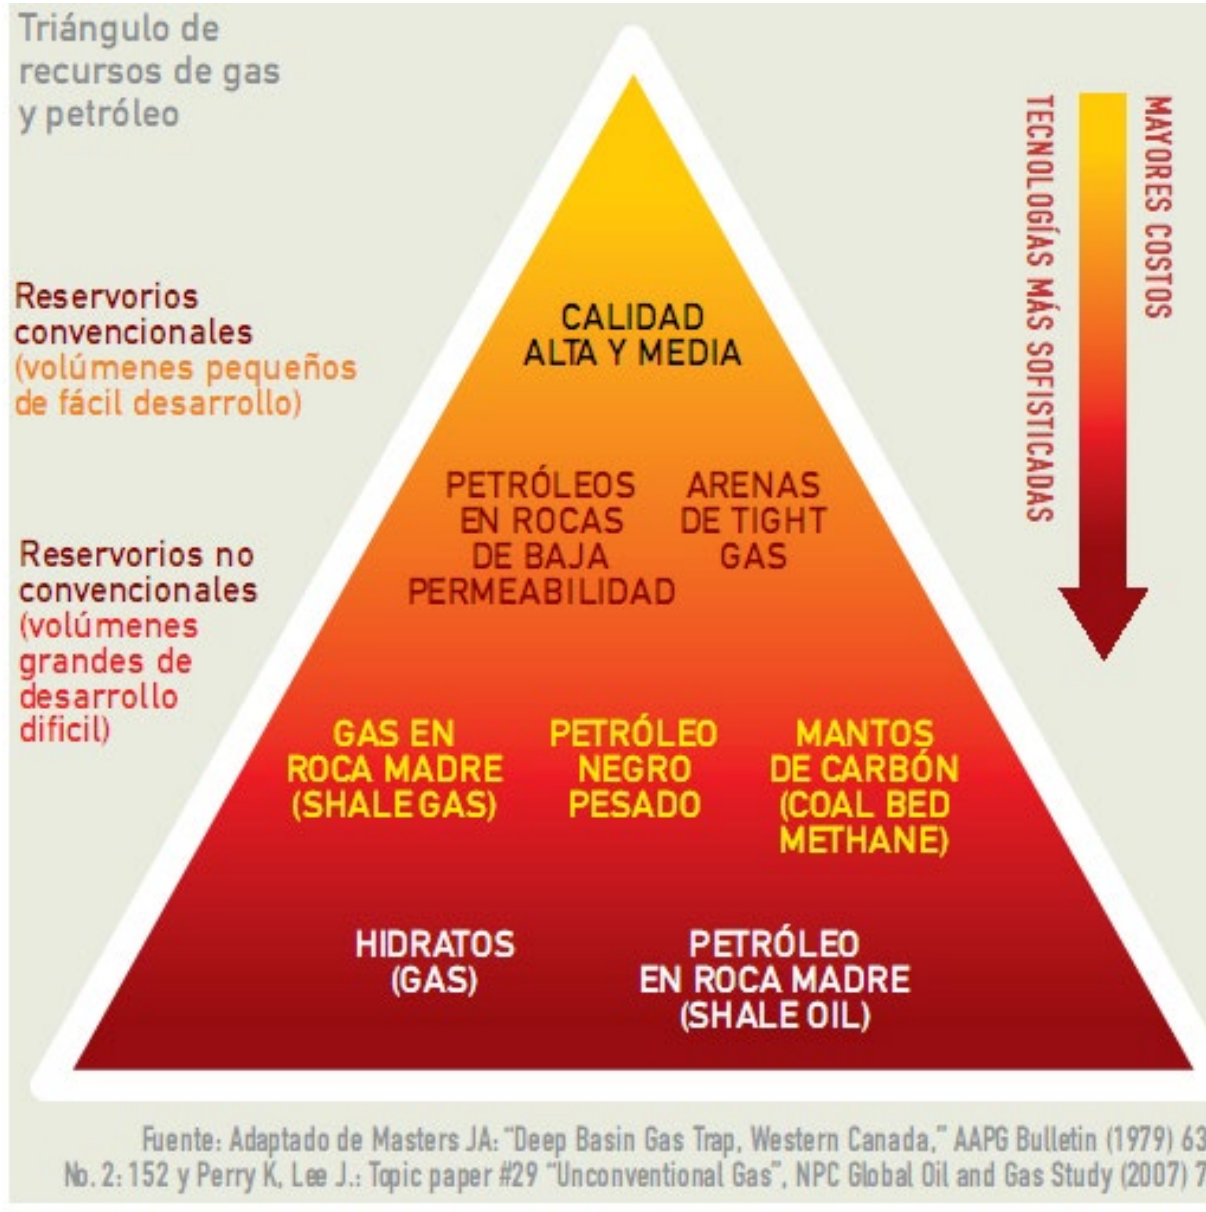 Triángulo de
recursos de gas
y petróleo
MAYORES COSTOS
TECNOLOGÍAS MÁS SOFISTICADAS
Reservorios
convencionales
(volúmenes pequeños
de fácil desarrollo)
CALIDAD
ALTA Y MEDIA
PETRÓLEOS
EN ROCAS
DE BAJA
PERMEABILIDAD
ARENAS
DE TIGHT
GAS
Reservorios no
convencionales
(volúmenes
grandes de
desarrollo
dificil)
GAS EN
ROCA MADRE
(SHALE GAS)
PETRÓLEO
NEGRO
PESADO
MANTOS
DE CARBÓN
(COAL BED
METHANE)
HIDRATOS
(GAS)
PETRÓLEO
EN ROCA MADRE
(SHALE OIL)
Fuente: Adaptado de Masters JA: "Deep Basin Gas Trap, Western Canada," AAPG Bulletin (1979) 63
No. 2: 152 y Perry K, Lee J.: Topic paper #29 "Unconventional Gas", NPC Global Oil and Gas Study (2007) 7